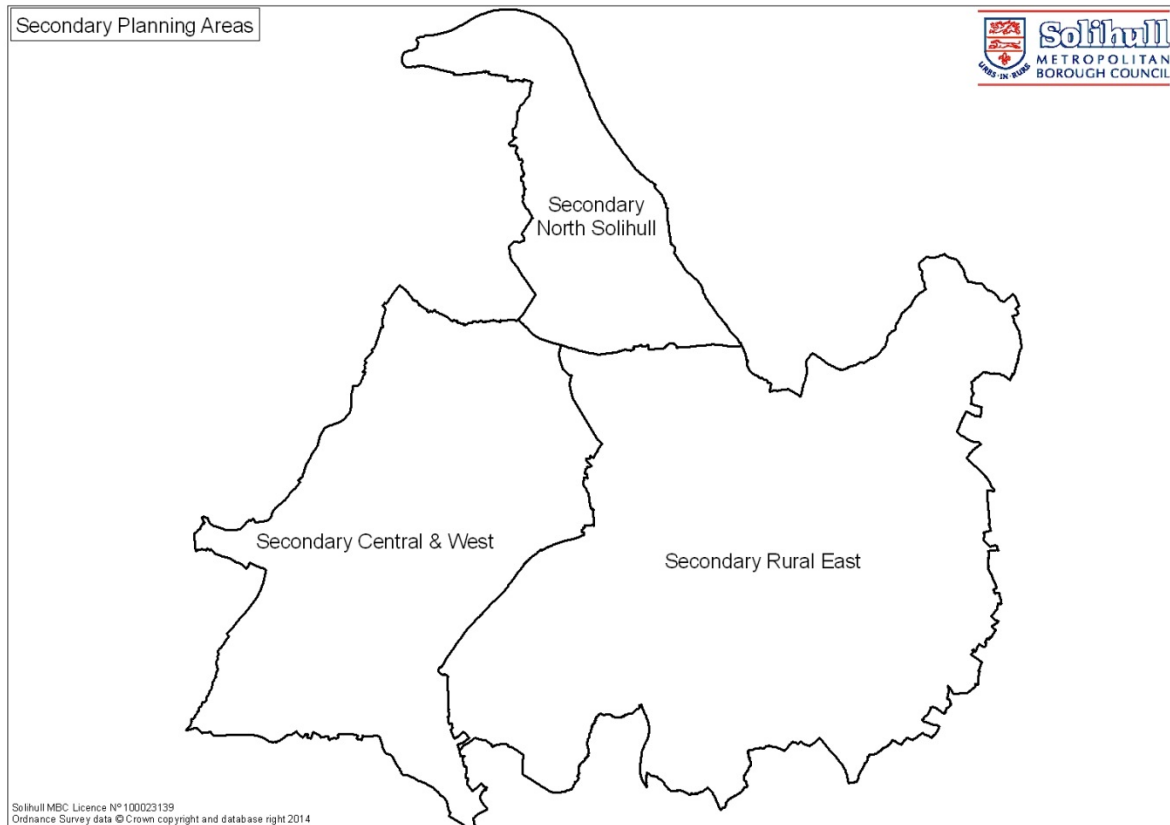 Secondary Planning Areas
Solihull
METROPOLITAN
BOROUGH COUNCIL
URBS·IN·RURE
Secondary
North Solihull
Secondary Central & West
Secondary Rural East
Solihull MBC Licence Nº 100023139
Ordnance Survey data © Crown copyright and database right 2014